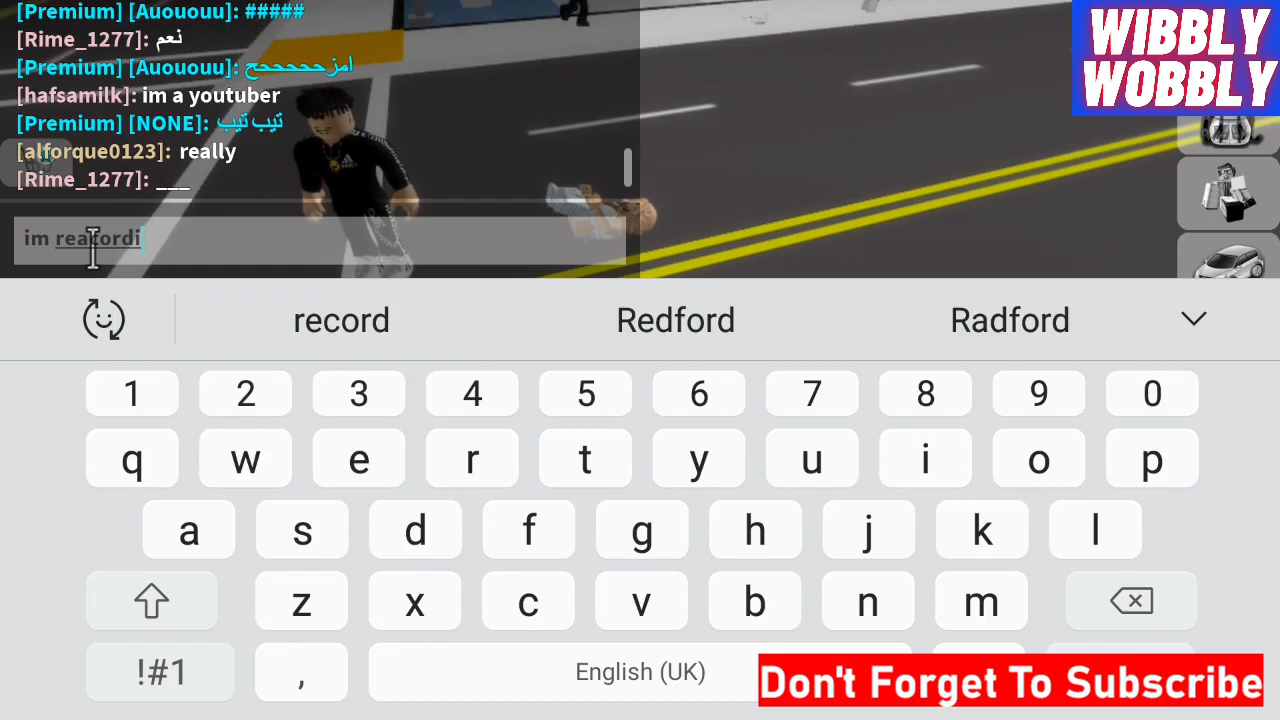 [Premium] [Auououu]: #####
[Rime_1277]: نعم
[Premium] [Auououu]: امزحححححح
[hafsamilk]: im a youtuber
[Premium] [NONE]: تيب تيب
[alforque0123]: really
[Rime_1277]: ___
im reacordi
WIBBLY
WOBBLY
record Redford Radford
1 2 3 4 5 6 7 8 9 0
q w e r t y u i o p
a s d f g h j k l
z x c v b n m
!#1 , English (UK)
Don't Forget To Subscribe